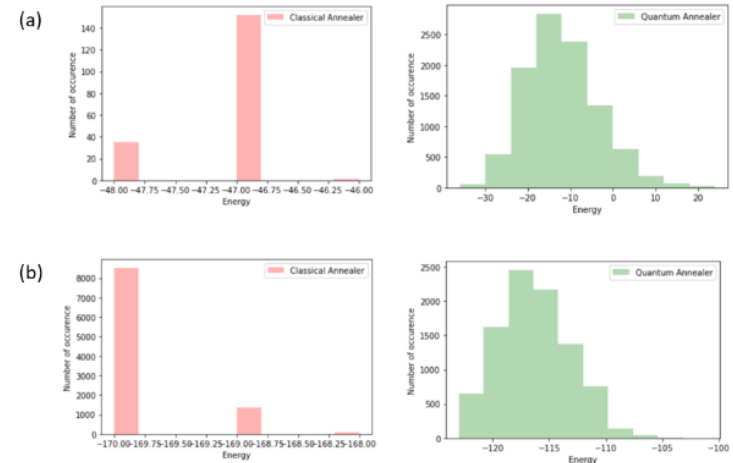 (a)
Classical Annealer
Number of occurence
140
120
100
80
60
40
20
0
−48.00 −47.75 −47.50 −47.25 −47.00 −46.75 −46.50 −46.25 −46.00
Energy
Quantum Annealer
Number of occurence
2500
2000
1500
1000
500
0
−30 −20 −10 0 10 20
Energy
(b)
Classical Annealer
Number of occurence
8000
7000
6000
5000
4000
3000
2000
1000
0
−170.00−169.75−169.50−169.25−169.00−168.75−168.50−168.25−168.00
Energy
Quantum Annealer
Number of occurence
2500
2000
1500
1000
500
0
−120 −115 −110 −105 −100
Energy